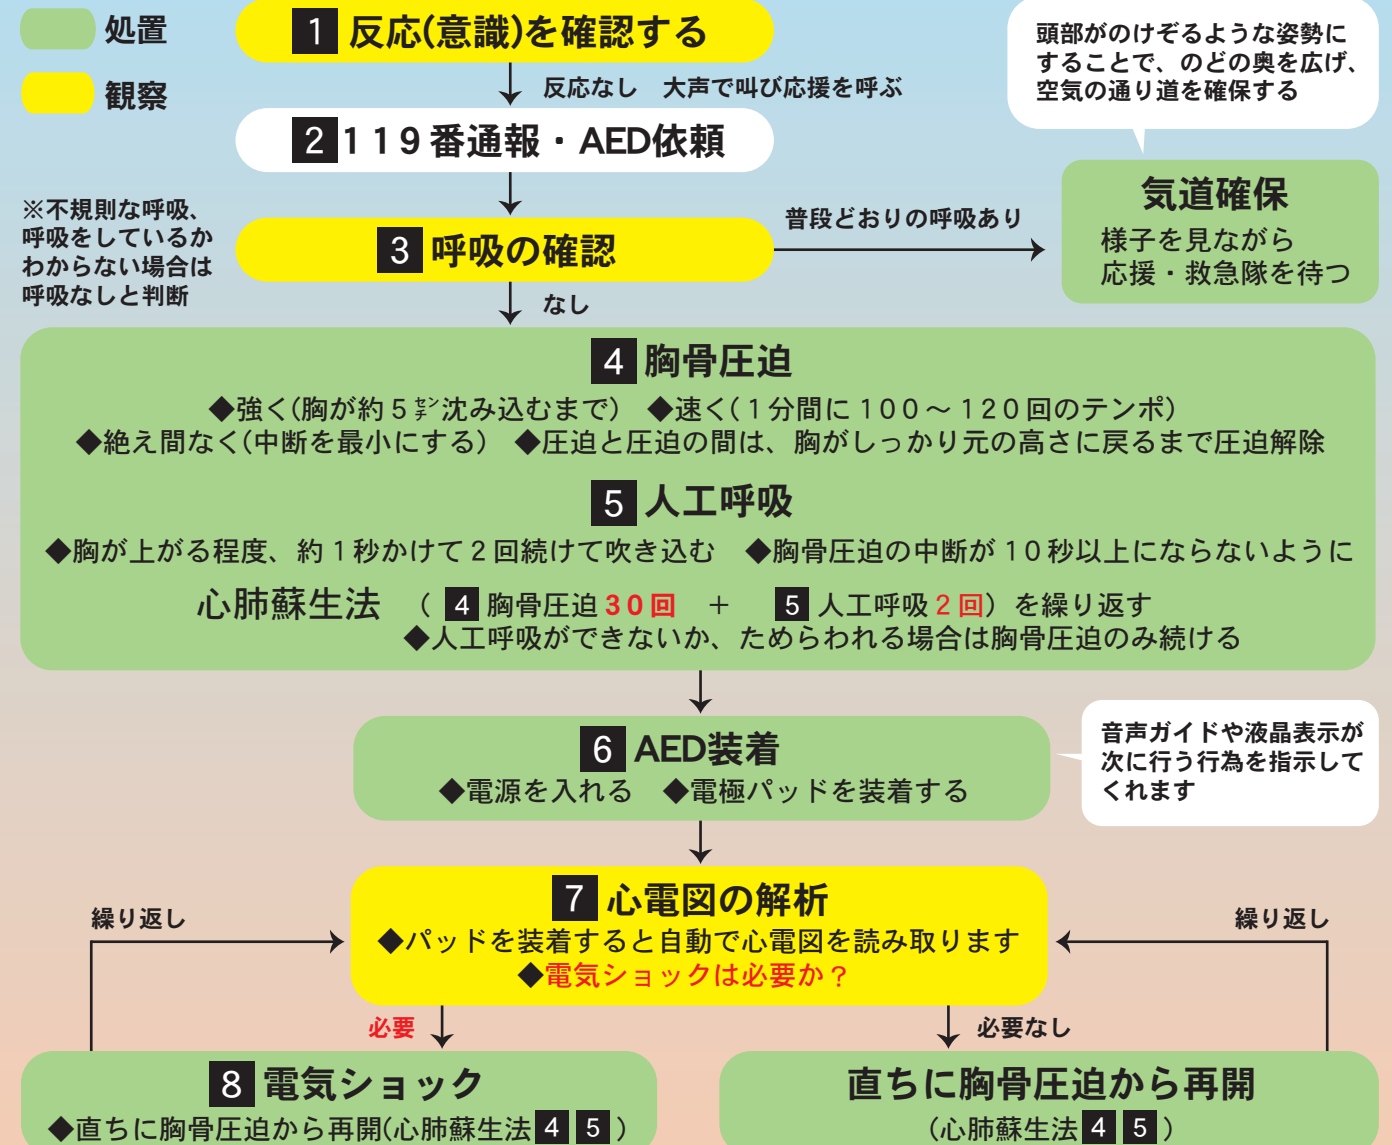 処置
観察
1 反応(意識)を確認する
反応なし　大声で叫び応援を呼ぶ
2 119番通報・AED依頼
頭部がのけぞるような姿勢に
することで、のどの奥を広げ、
空気の通り道を確保する
※不規則な呼吸、
呼吸をしているか
わからない場合は
呼吸なしと判断
3 呼吸の確認
普段どおりの呼吸あり
気道確保
様子を見ながら
応援・救急隊を待つ
なし
4 胸骨圧迫
◆強く(胸が約5㌢沈み込むまで)　◆速く(1分間に100～120回のテンポ)
◆絶え間なく(中断を最小にする)　◆圧迫と圧迫の間は、胸がしっかり元の高さに戻るまで圧迫解除
5 人工呼吸
◆胸が上がる程度、約1秒かけて2回続けて吹き込む　◆胸骨圧迫の中断が10秒以上にならないように
心肺蘇生法　( 4 胸骨圧迫30回　+　5 人工呼吸2回) を繰り返す
◆人工呼吸ができないか、ためらわれる場合は胸骨圧迫のみ続ける
6 AED装着
◆電源を入れる　◆電極パッドを装着する
音声ガイドや液晶表示が
次に行う行為を指示して
くれます
7 心電図の解析
◆パッドを装着すると自動で心電図を読み取ります
◆電気ショックは必要か?
繰り返し
繰り返し
必要
必要なし
8 電気ショック
◆直ちに胸骨圧迫から再開(心肺蘇生法 4 5 )
直ちに胸骨圧迫から再開
(心肺蘇生法 4 5 )